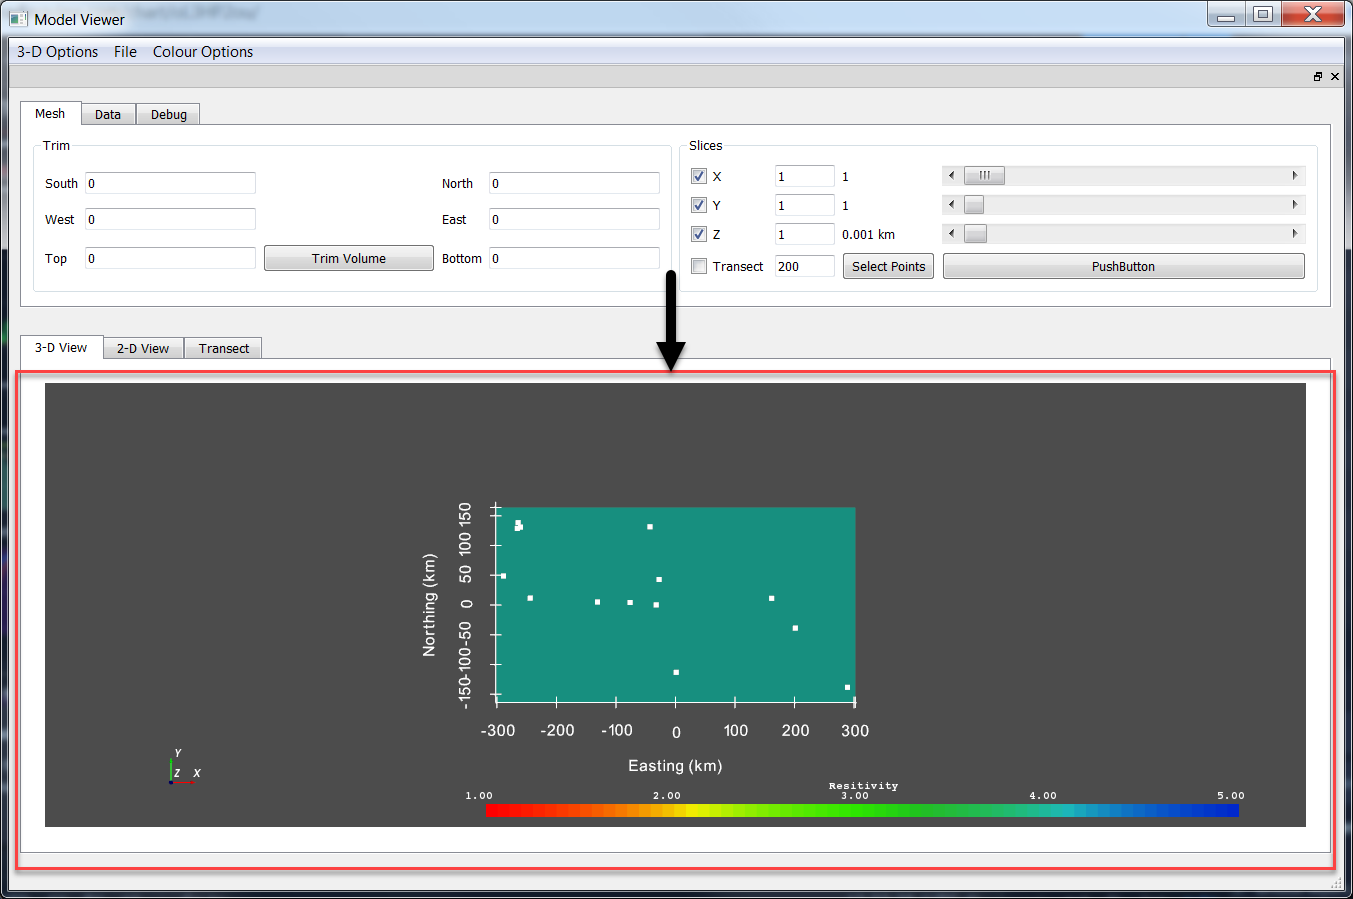 Model Viewer
3-D Options File Colour Options
Mesh Data Debug
Trim
South 0 North 0
West 0 East 0
Top 0 Trim Volume Bottom 0
Slices
X 1 1
Y 1 1
Z 1 0.001 km
Transect 200 Select Points PushButton
3-D View 2-D View Transect
Northing (km)
150
100
50
0
-50
-100
-150
-300 -200 -100 0 100 200 300
Easting (km)
Y
Z X
Resitivity
1.00 2.00 3.00 4.00 5.00